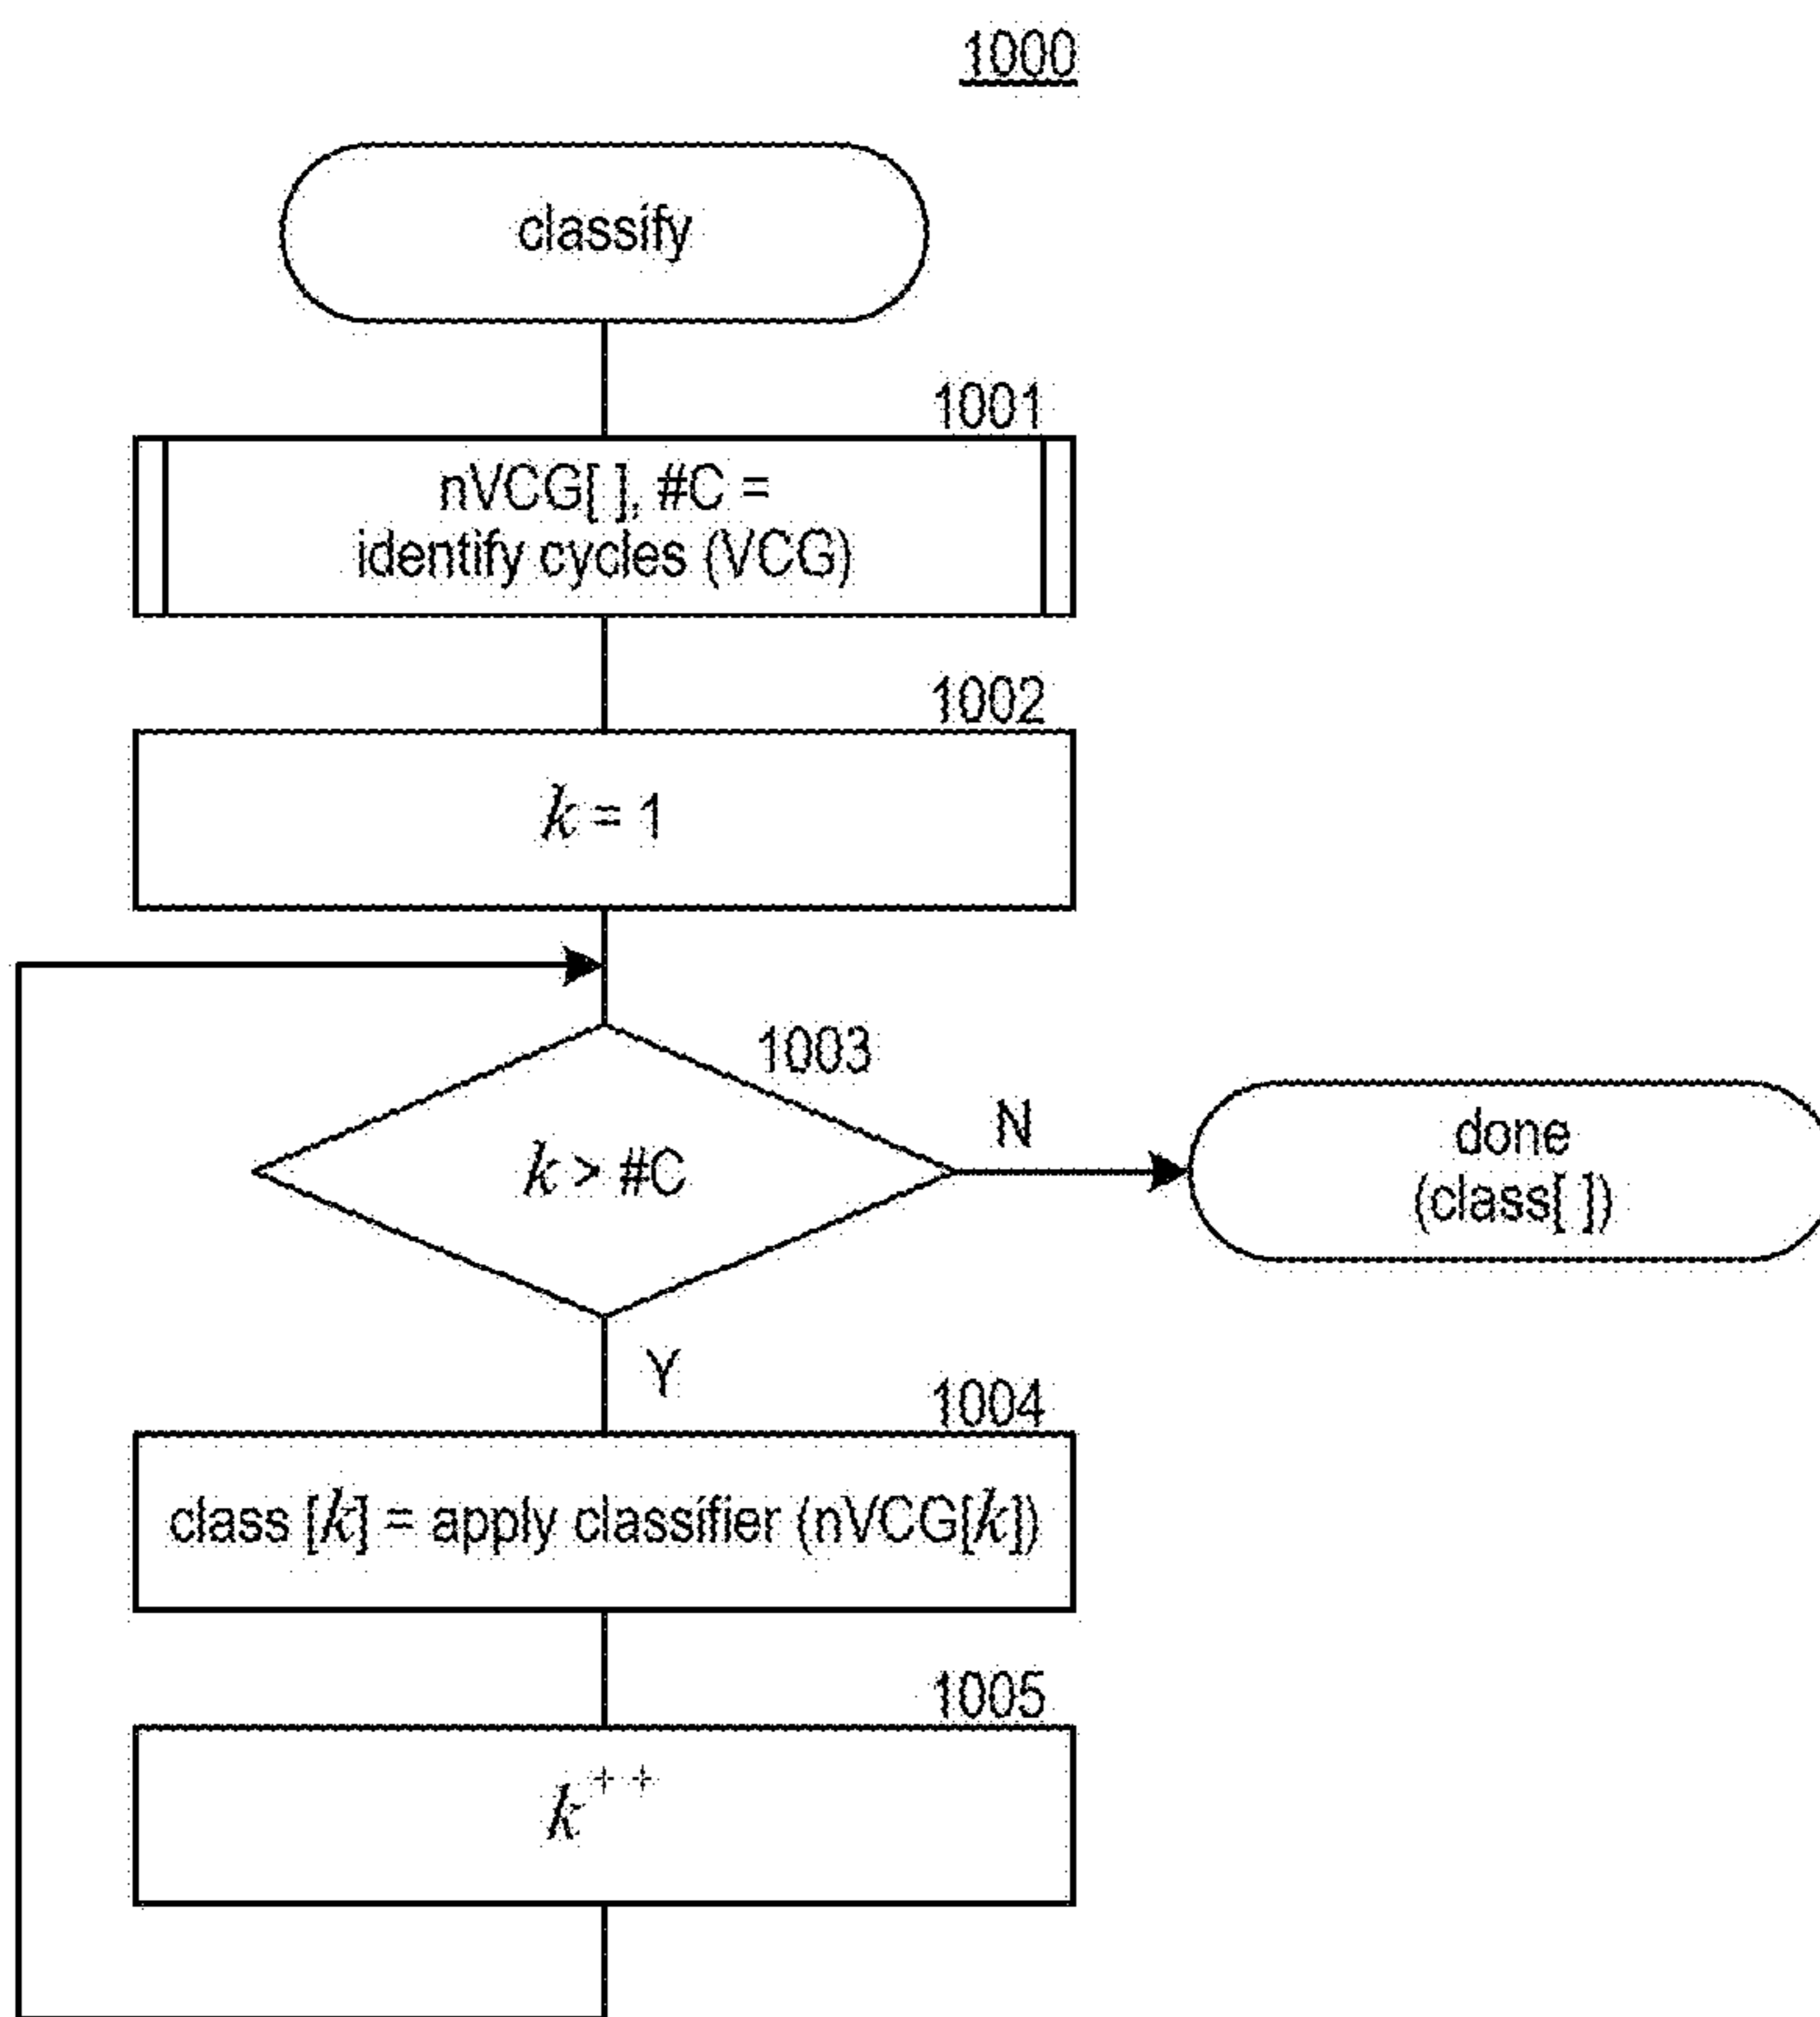 1000
classify
1001
nVCG[ ], #C =
identify cycles (VCG)
1002
k = 1
1003
k > #C
N
done
(class[ ])
Y
1004
class [k] = apply classifier (nVCG[k])
1005
k++